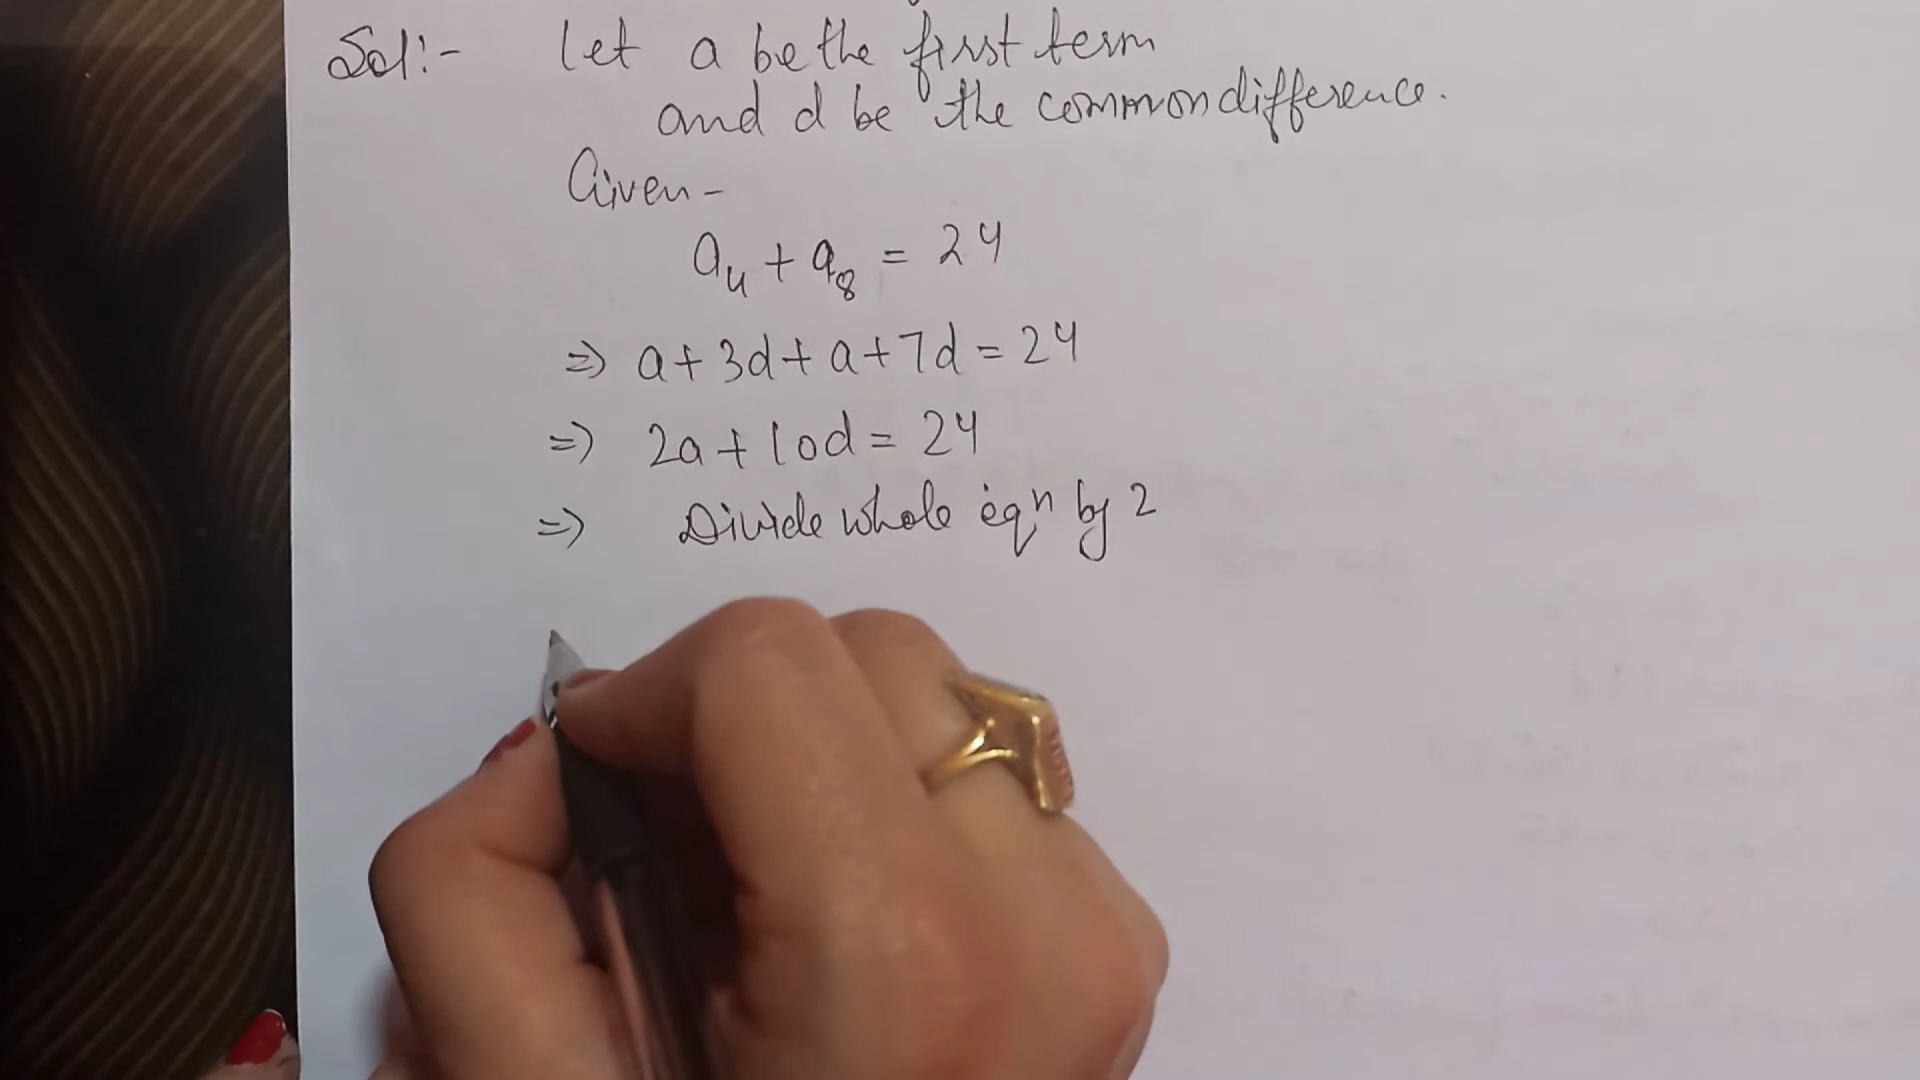 Sol:- Let a be the first term
and d be the common difference.
Given -
a₄ + a₈ = 24
⇒ a + 3d + a + 7d = 24
⇒ 2a + 10d = 24
⇒ Divide whole eqⁿ by 2